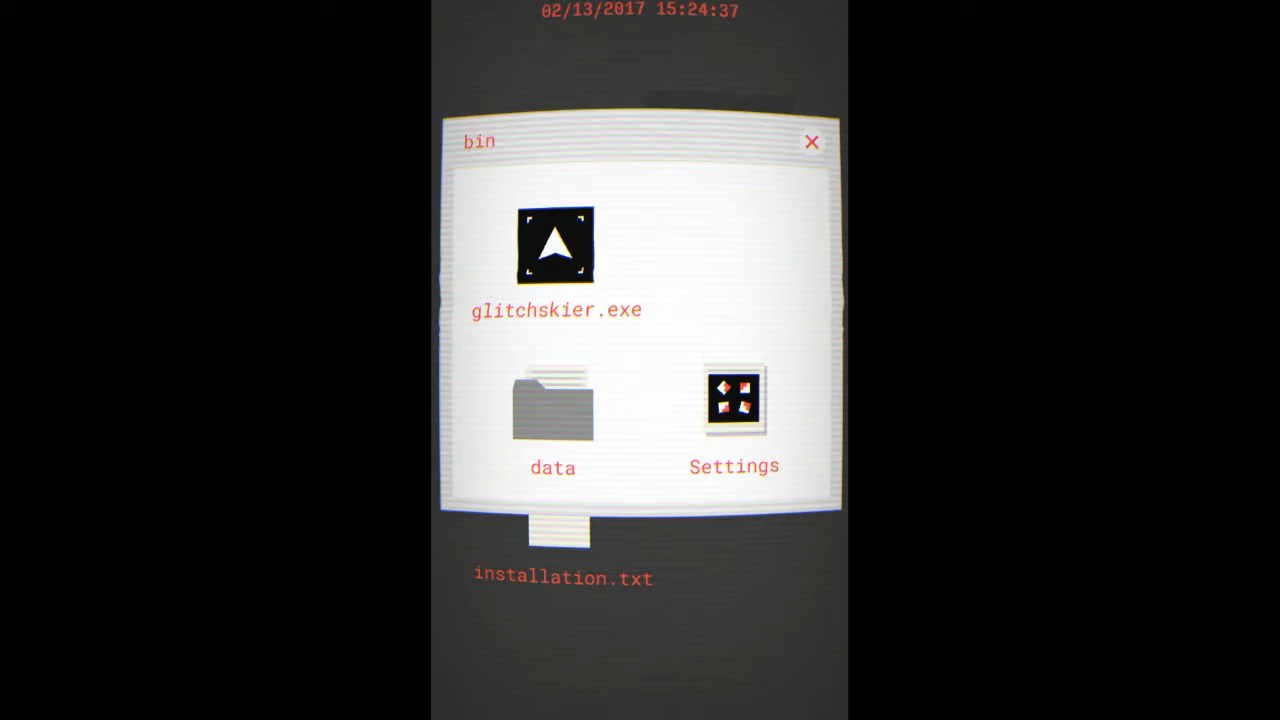 02/13/2017 15:24:37
bin
glitchskier.exe
data
Settings
installation.txt